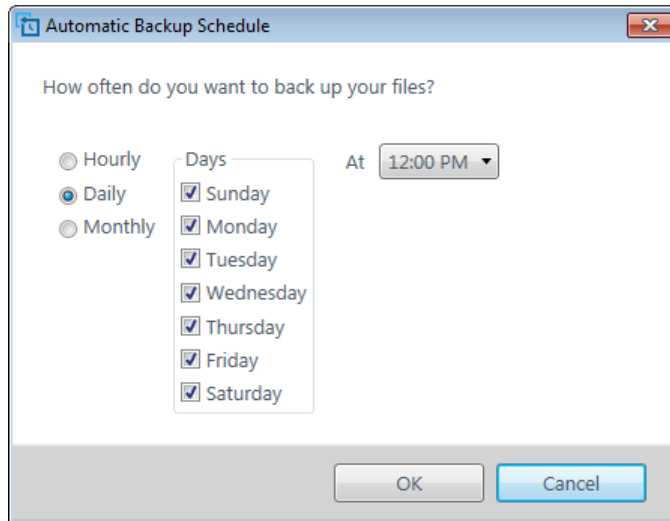 Automatic Backup Schedule
How often do you want to back up your files?
Hourly
Daily
Monthly
Days
Sunday
Monday
Tuesday
Wednesday
Thursday
Friday
Saturday
At 12:00 PM
OK Cancel